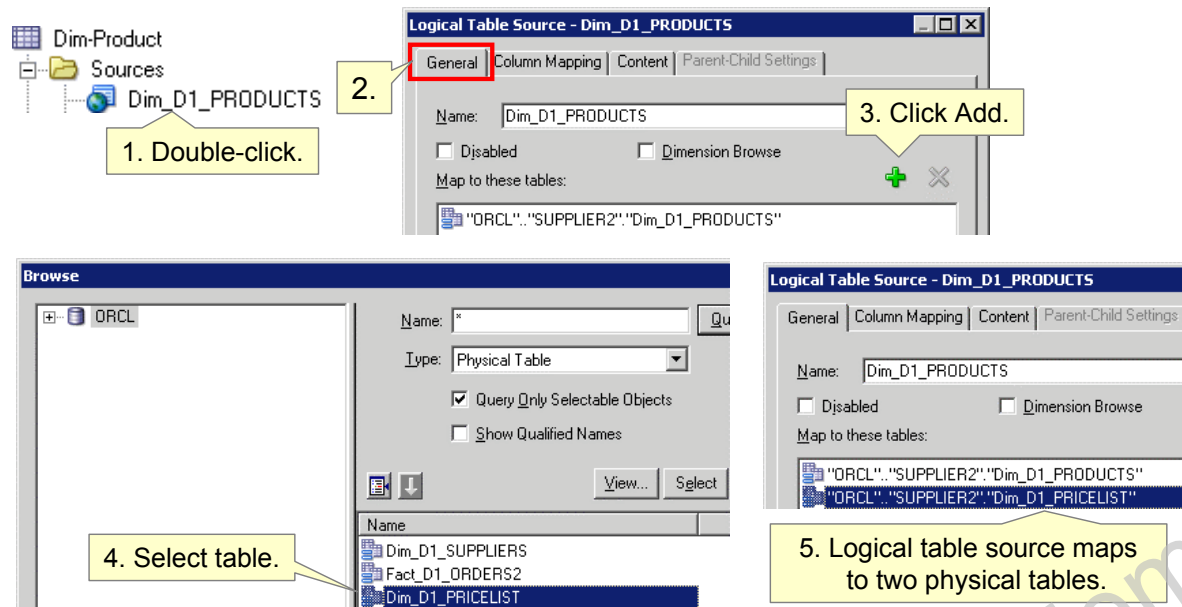 Dim-Product
Sources
Dim_D1_PRODUCTS
1. Double-click.
2.
Logical Table Source - Dim_D1_PRODUCTS
General Column Mapping Content Parent-Child Settings
3. Click Add.
Name: Dim_D1_PRODUCTS
Disabled Dimension Browse
Map to these tables:
"ORCL".."SUPPLIER2"."Dim_D1_PRODUCTS"
Browse
ORCL
Name: * Qu
Type: Physical Table
Query Only Selectable Objects
Show Qualified Names
View... Select
Name
Dim_D1_SUPPLIERS
Fact_D1_ORDERS2
Dim_D1_PRICELIST
4. Select table.
Logical Table Source - Dim_D1_PRODUCTS
General Column Mapping Content Parent-Child Settings
Name: Dim_D1_PRODUCTS
Disabled Dimension Browse
Map to these tables:
"ORCL".."SUPPLIER2"."Dim_D1_PRODUCTS"
"ORCL".."SUPPLIER2"."Dim_D1_PRICELIST"
5. Logical table source maps
to two physical tables.